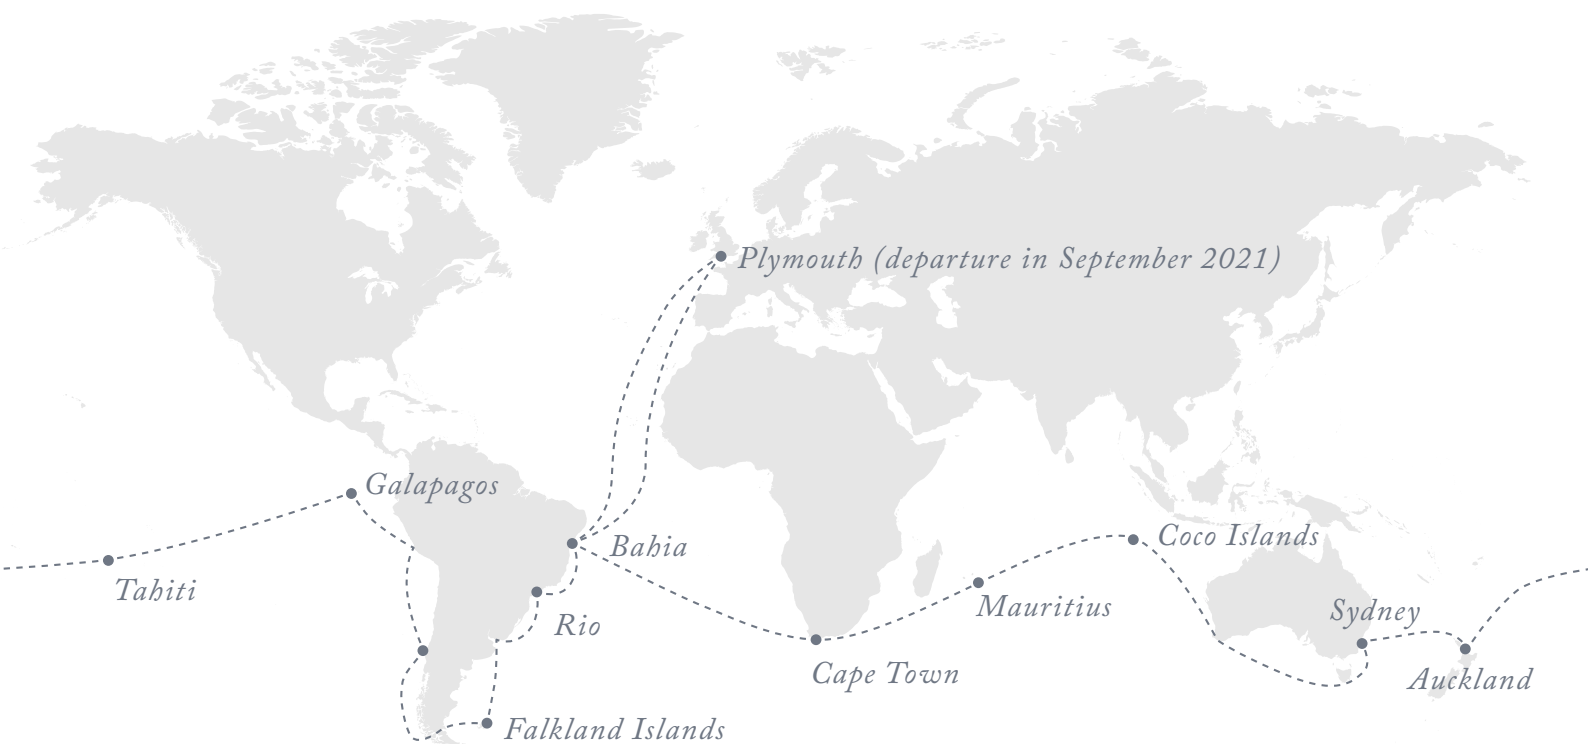 Plymouth (departure in September 2021)
Galapagos
Coco Islands
Bahia
Tahiti
Mauritius
Sydney
Rio
Cape Town
Auckland
Falkland Islands